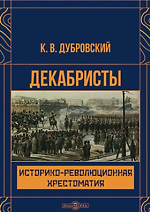 К. В. ДУБРОВСКИЙ
ДЕКАБРИСТЫ
ИСТОРИКО-РЕВОЛЮЦИОННАЯ
ХРЕСТОМАТИЯ